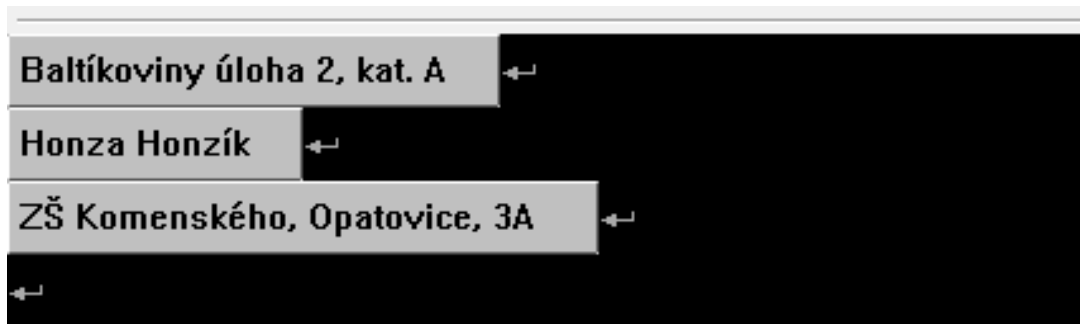 Baltíkoviny úloha 2, kat. A
Honza Honzík
ZŠ Komenského, Opatovice, 3A